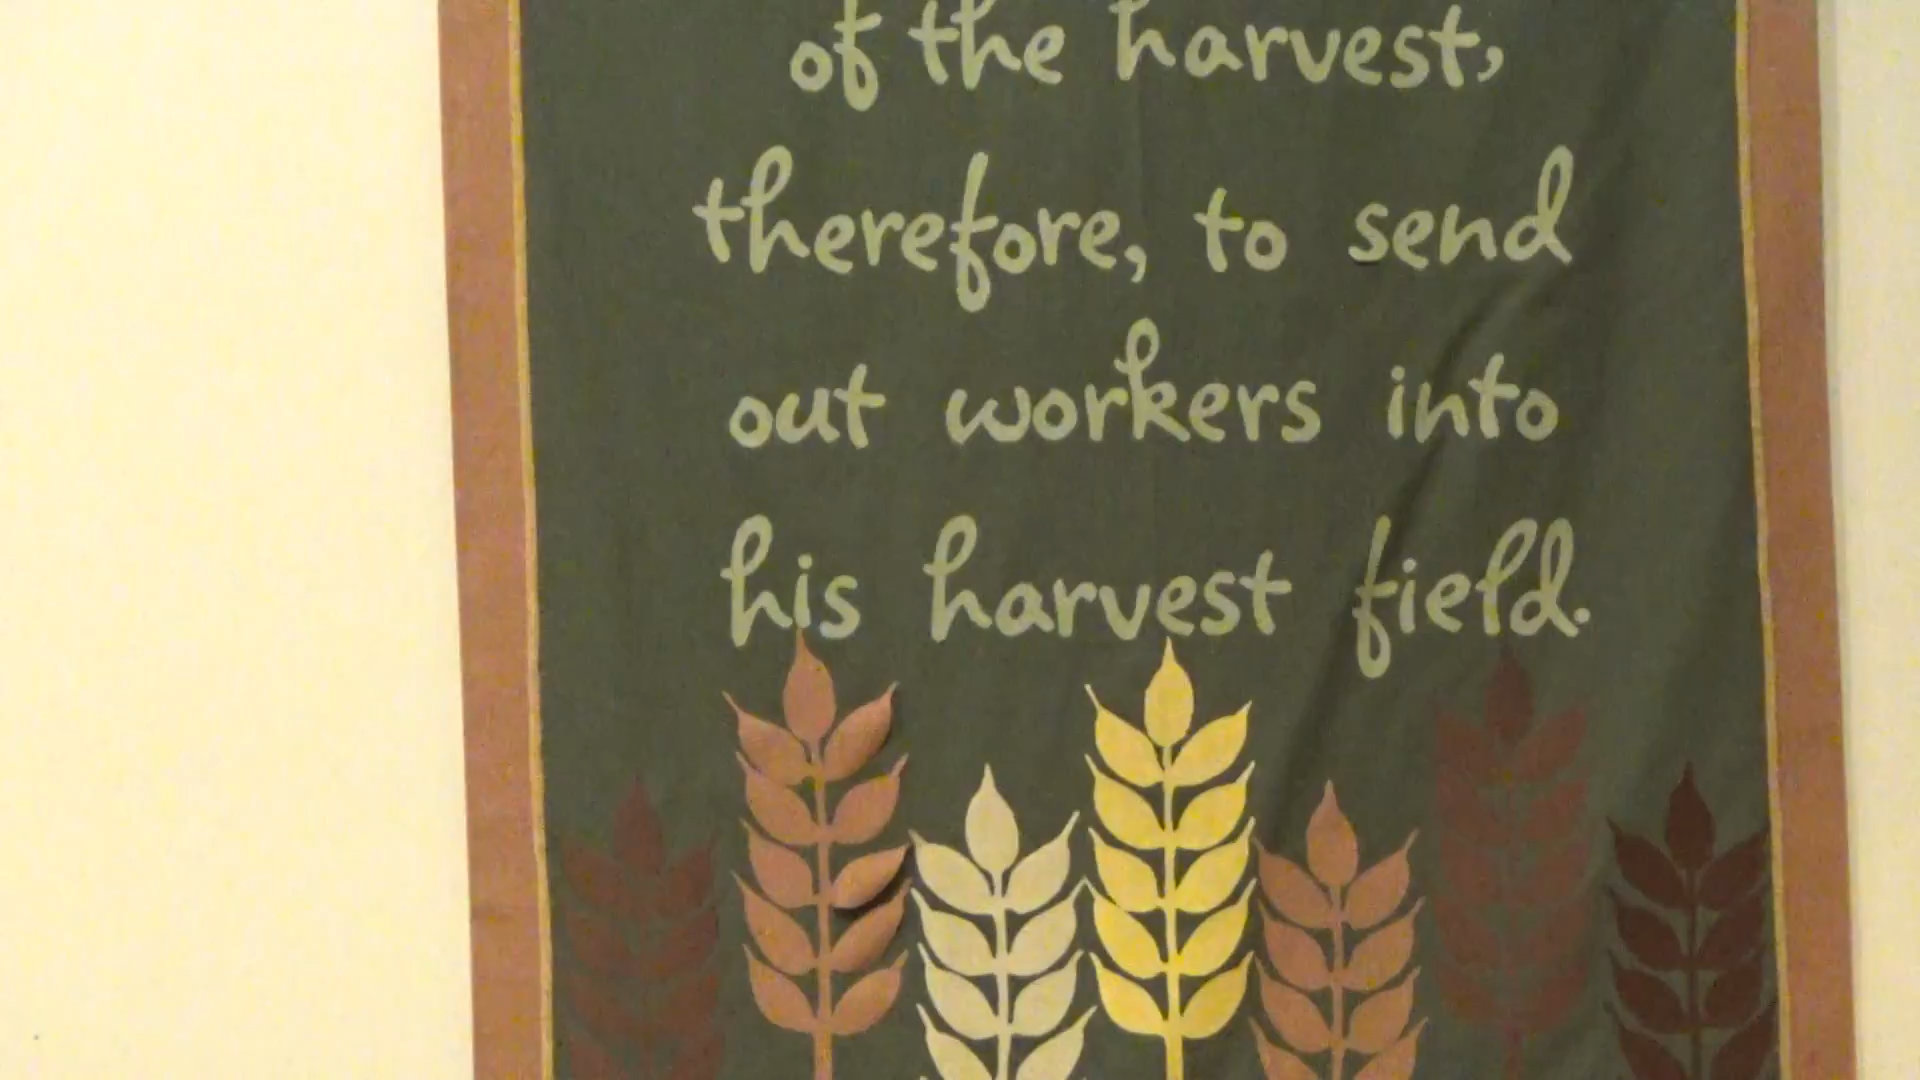 of the harvest,
therefore, to send
out workers into
his harvest field.